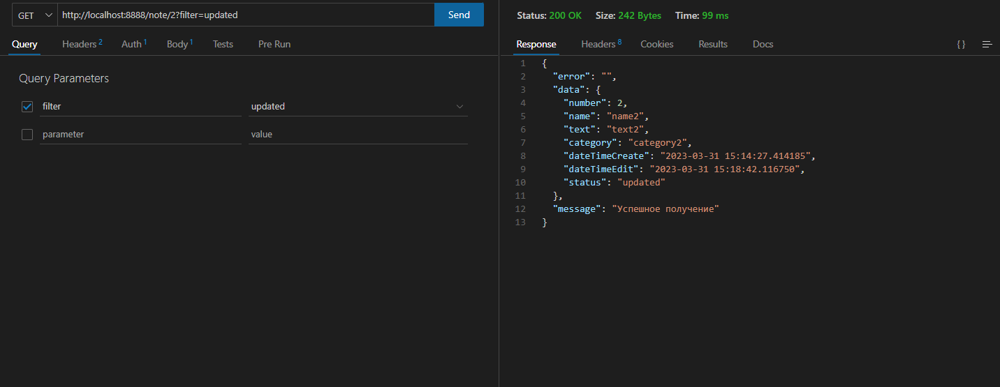 GET http://localhost:8888/note/2?filter=updated Send
Query Headers 2 Auth 1 Body 1 Tests Pre Run
Query Parameters
filter updated
parameter value
Status: 200 OK Size: 242 Bytes Time: 99 ms
Response Headers 8 Cookies Results Docs { }
1 {
2 "error": "",
3 "data": {
4 "number": 2,
5 "name": "name2",
6 "text": "text2",
7 "category": "category2",
8 "dateTimeCreate": "2023-03-31 15:14:27.414185",
9 "dateTimeEdit": "2023-03-31 15:18:42.116750",
10 "status": "updated"
11 },
12 "message": "Успешное получение"
13 }